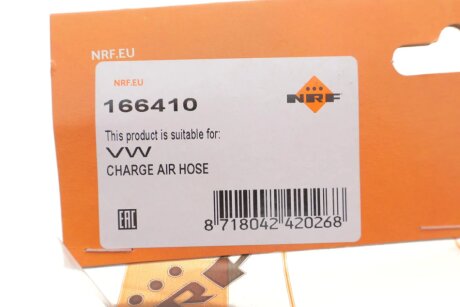 NRF.EU
NRF.EU
166410
NRF
This product is suitable for:
VW
CHARGE AIR HOSE
EAC
8 718042 420268
NRF